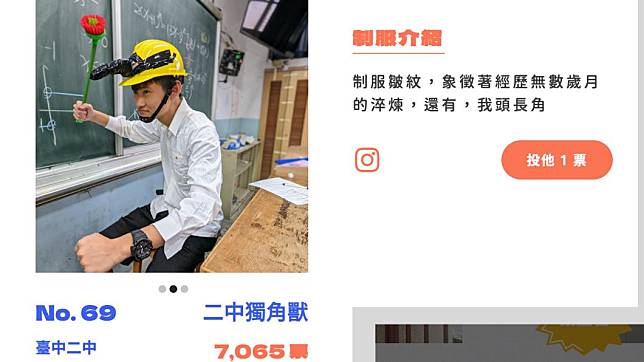 No. 69
二中獨角獸
臺中二中
7,065 票
制服介紹
制服皺紋，象徵著經歷無數歲月
的淬煉，還有，我頭長角
投他 1 票